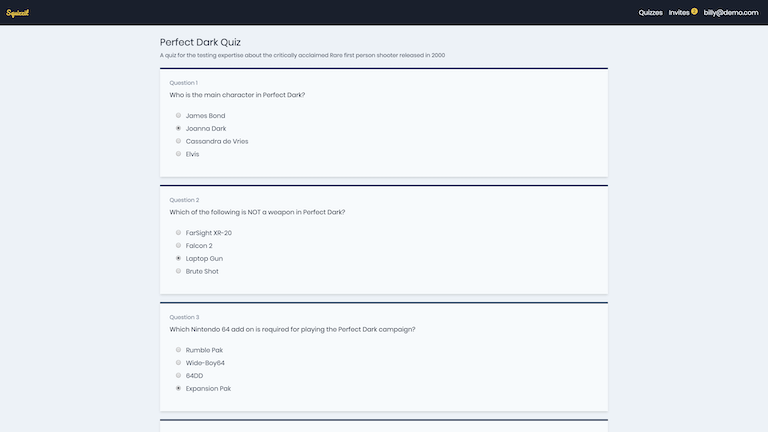 Squizzi!
Quizzes
Invites 2
billy@demo.com
Perfect Dark Quiz
A quiz for the testing expertise about the critically acclaimed Rare first person shooter released in 2000
Question 1
Who is the main character in Perfect Dark?
James Bond
Joanna Dark
Cassandra de Vries
Elvis
Question 2
Which of the following is NOT a weapon in Perfect Dark?
FarSight XR-20
Falcon 2
Laptop Gun
Brute Shot
Question 3
Which Nintendo 64 add on is required for playing the Perfect Dark campaign?
Rumble Pak
Wide-Boy64
64DD
Expansion Pak